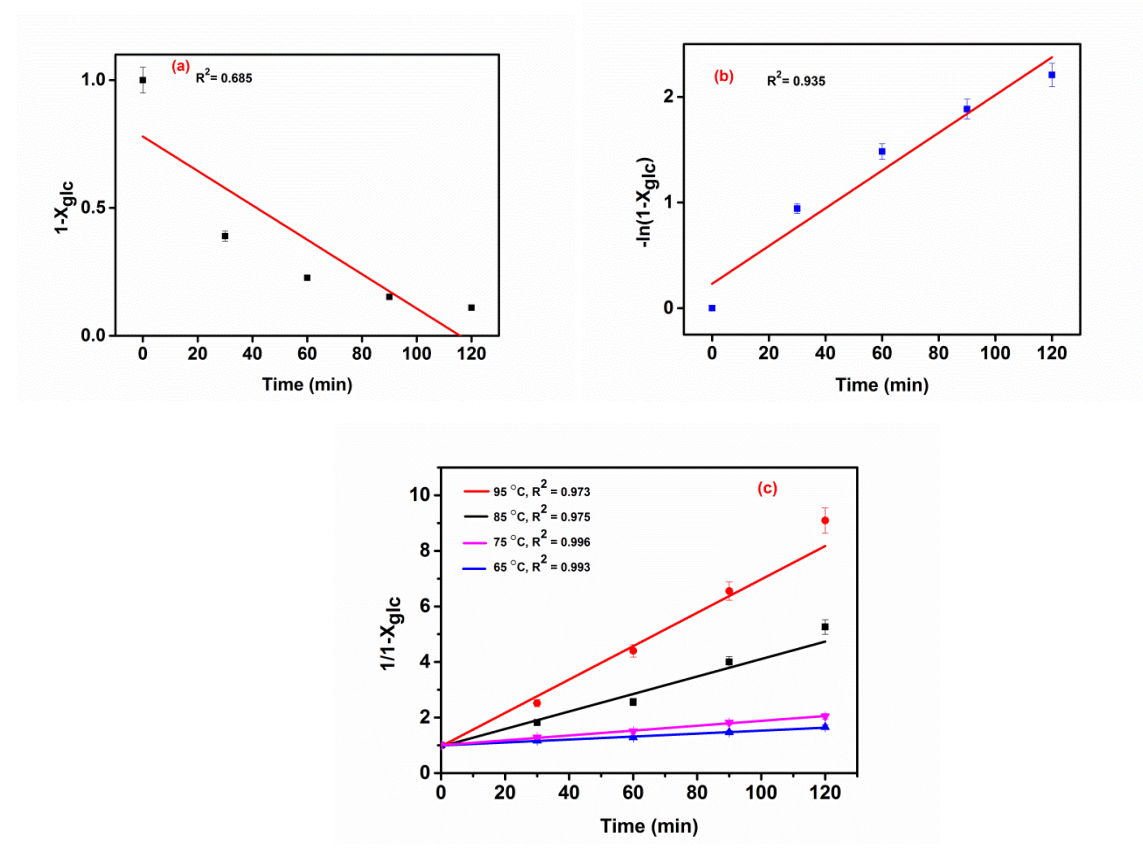 (a)
R²= 0.685
1.0
0.5
0.0
1-Xglc
0 20 40 60 80 100 120
Time (min)
(b)
R²= 0.935
2
1
0
-ln(1-Xglc)
0 20 40 60 80 100 120
Time (min)
(c)
95 °C, R² = 0.973
85 °C, R² = 0.975
75 °C, R² = 0.996
65 °C, R² = 0.993
10
8
6
4
2
0
1/1-Xglc
0 20 40 60 80 100 120
Time (min)